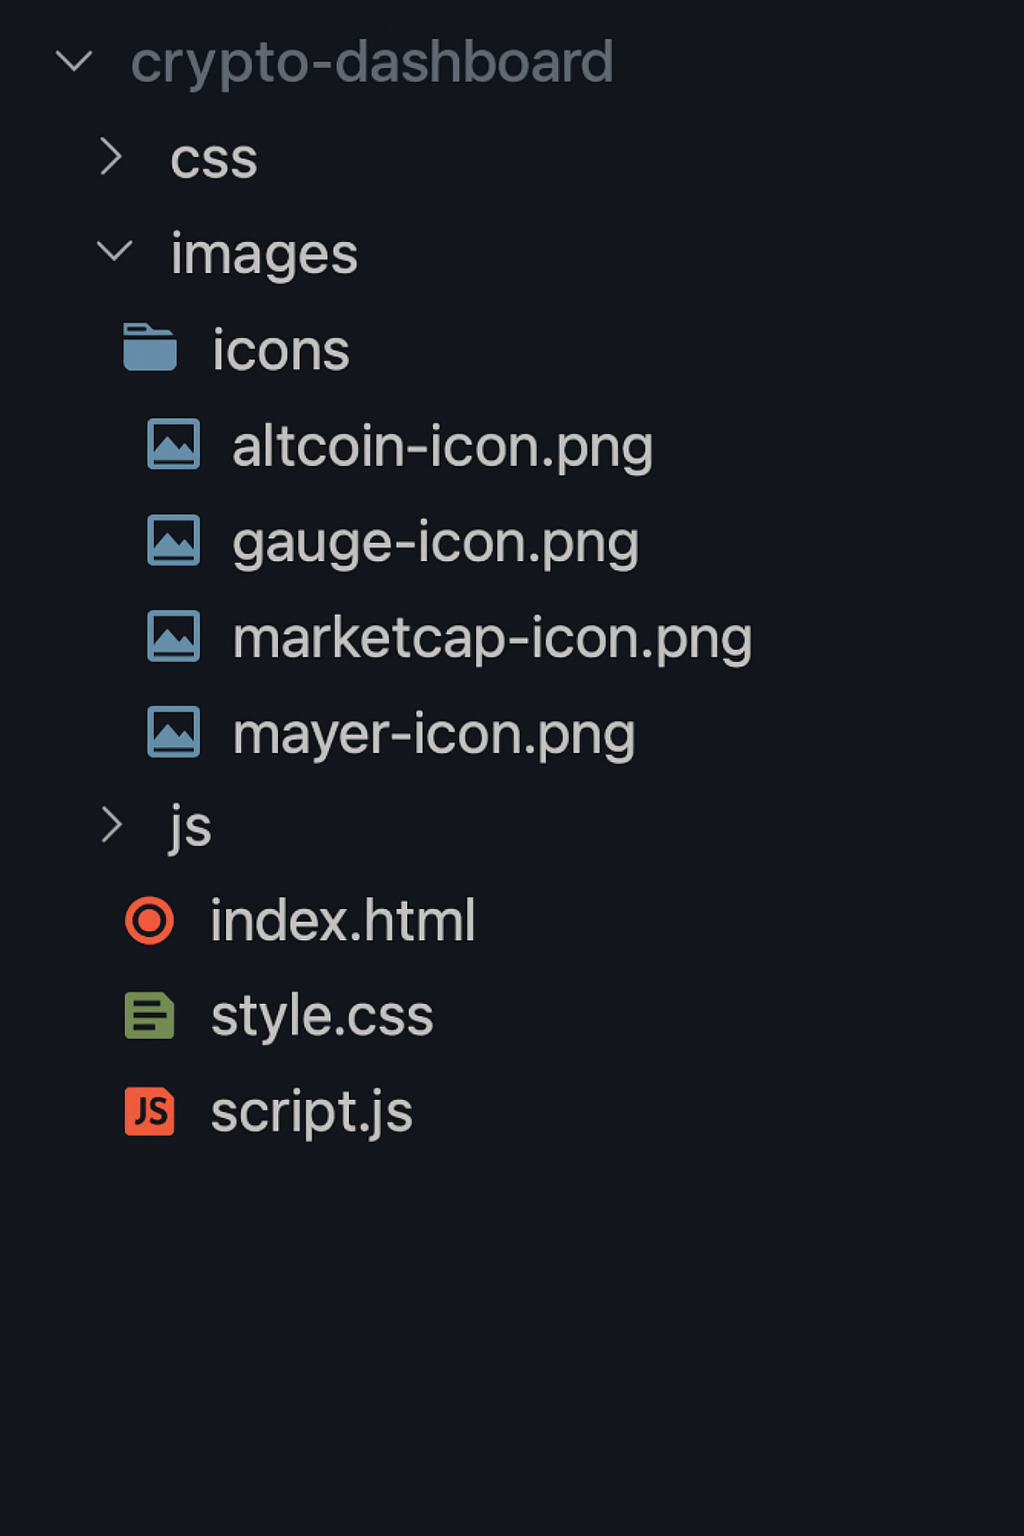 crypto-dashboard
css
images
icons
altcoin-icon.png
gauge-icon.png
marketcap-icon.png
mayer-icon.png
js
index.html
style.css
JS script.js